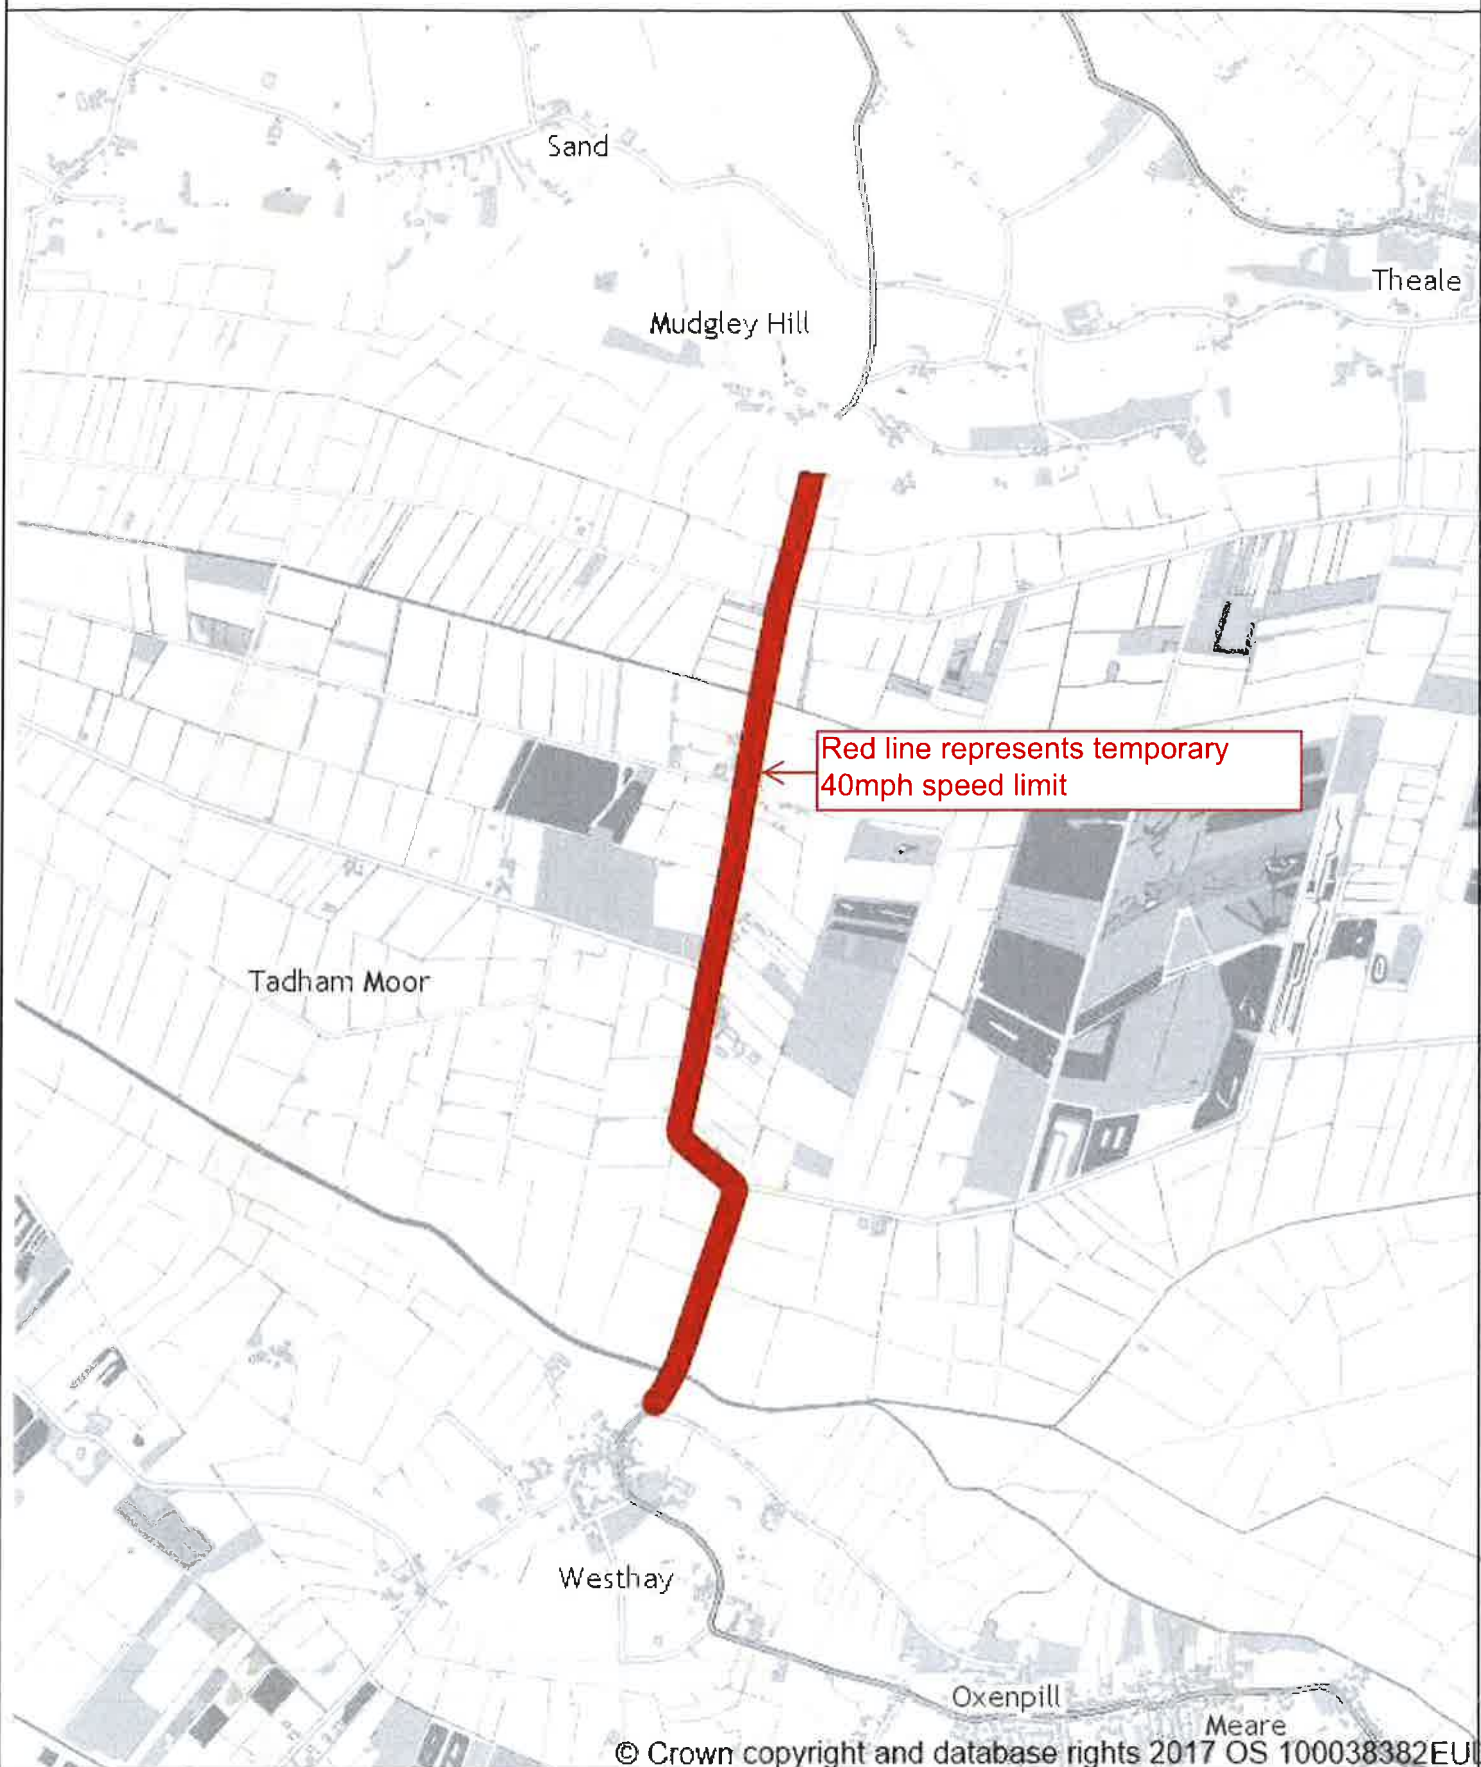 Sand
Theale
Mudgley Hill
Red line represents temporary
40mph speed limit
Tadham Moor
Westhay
Oxenpill
Meare
© Crown copyright and database rights 2017 OS 100038382EUL